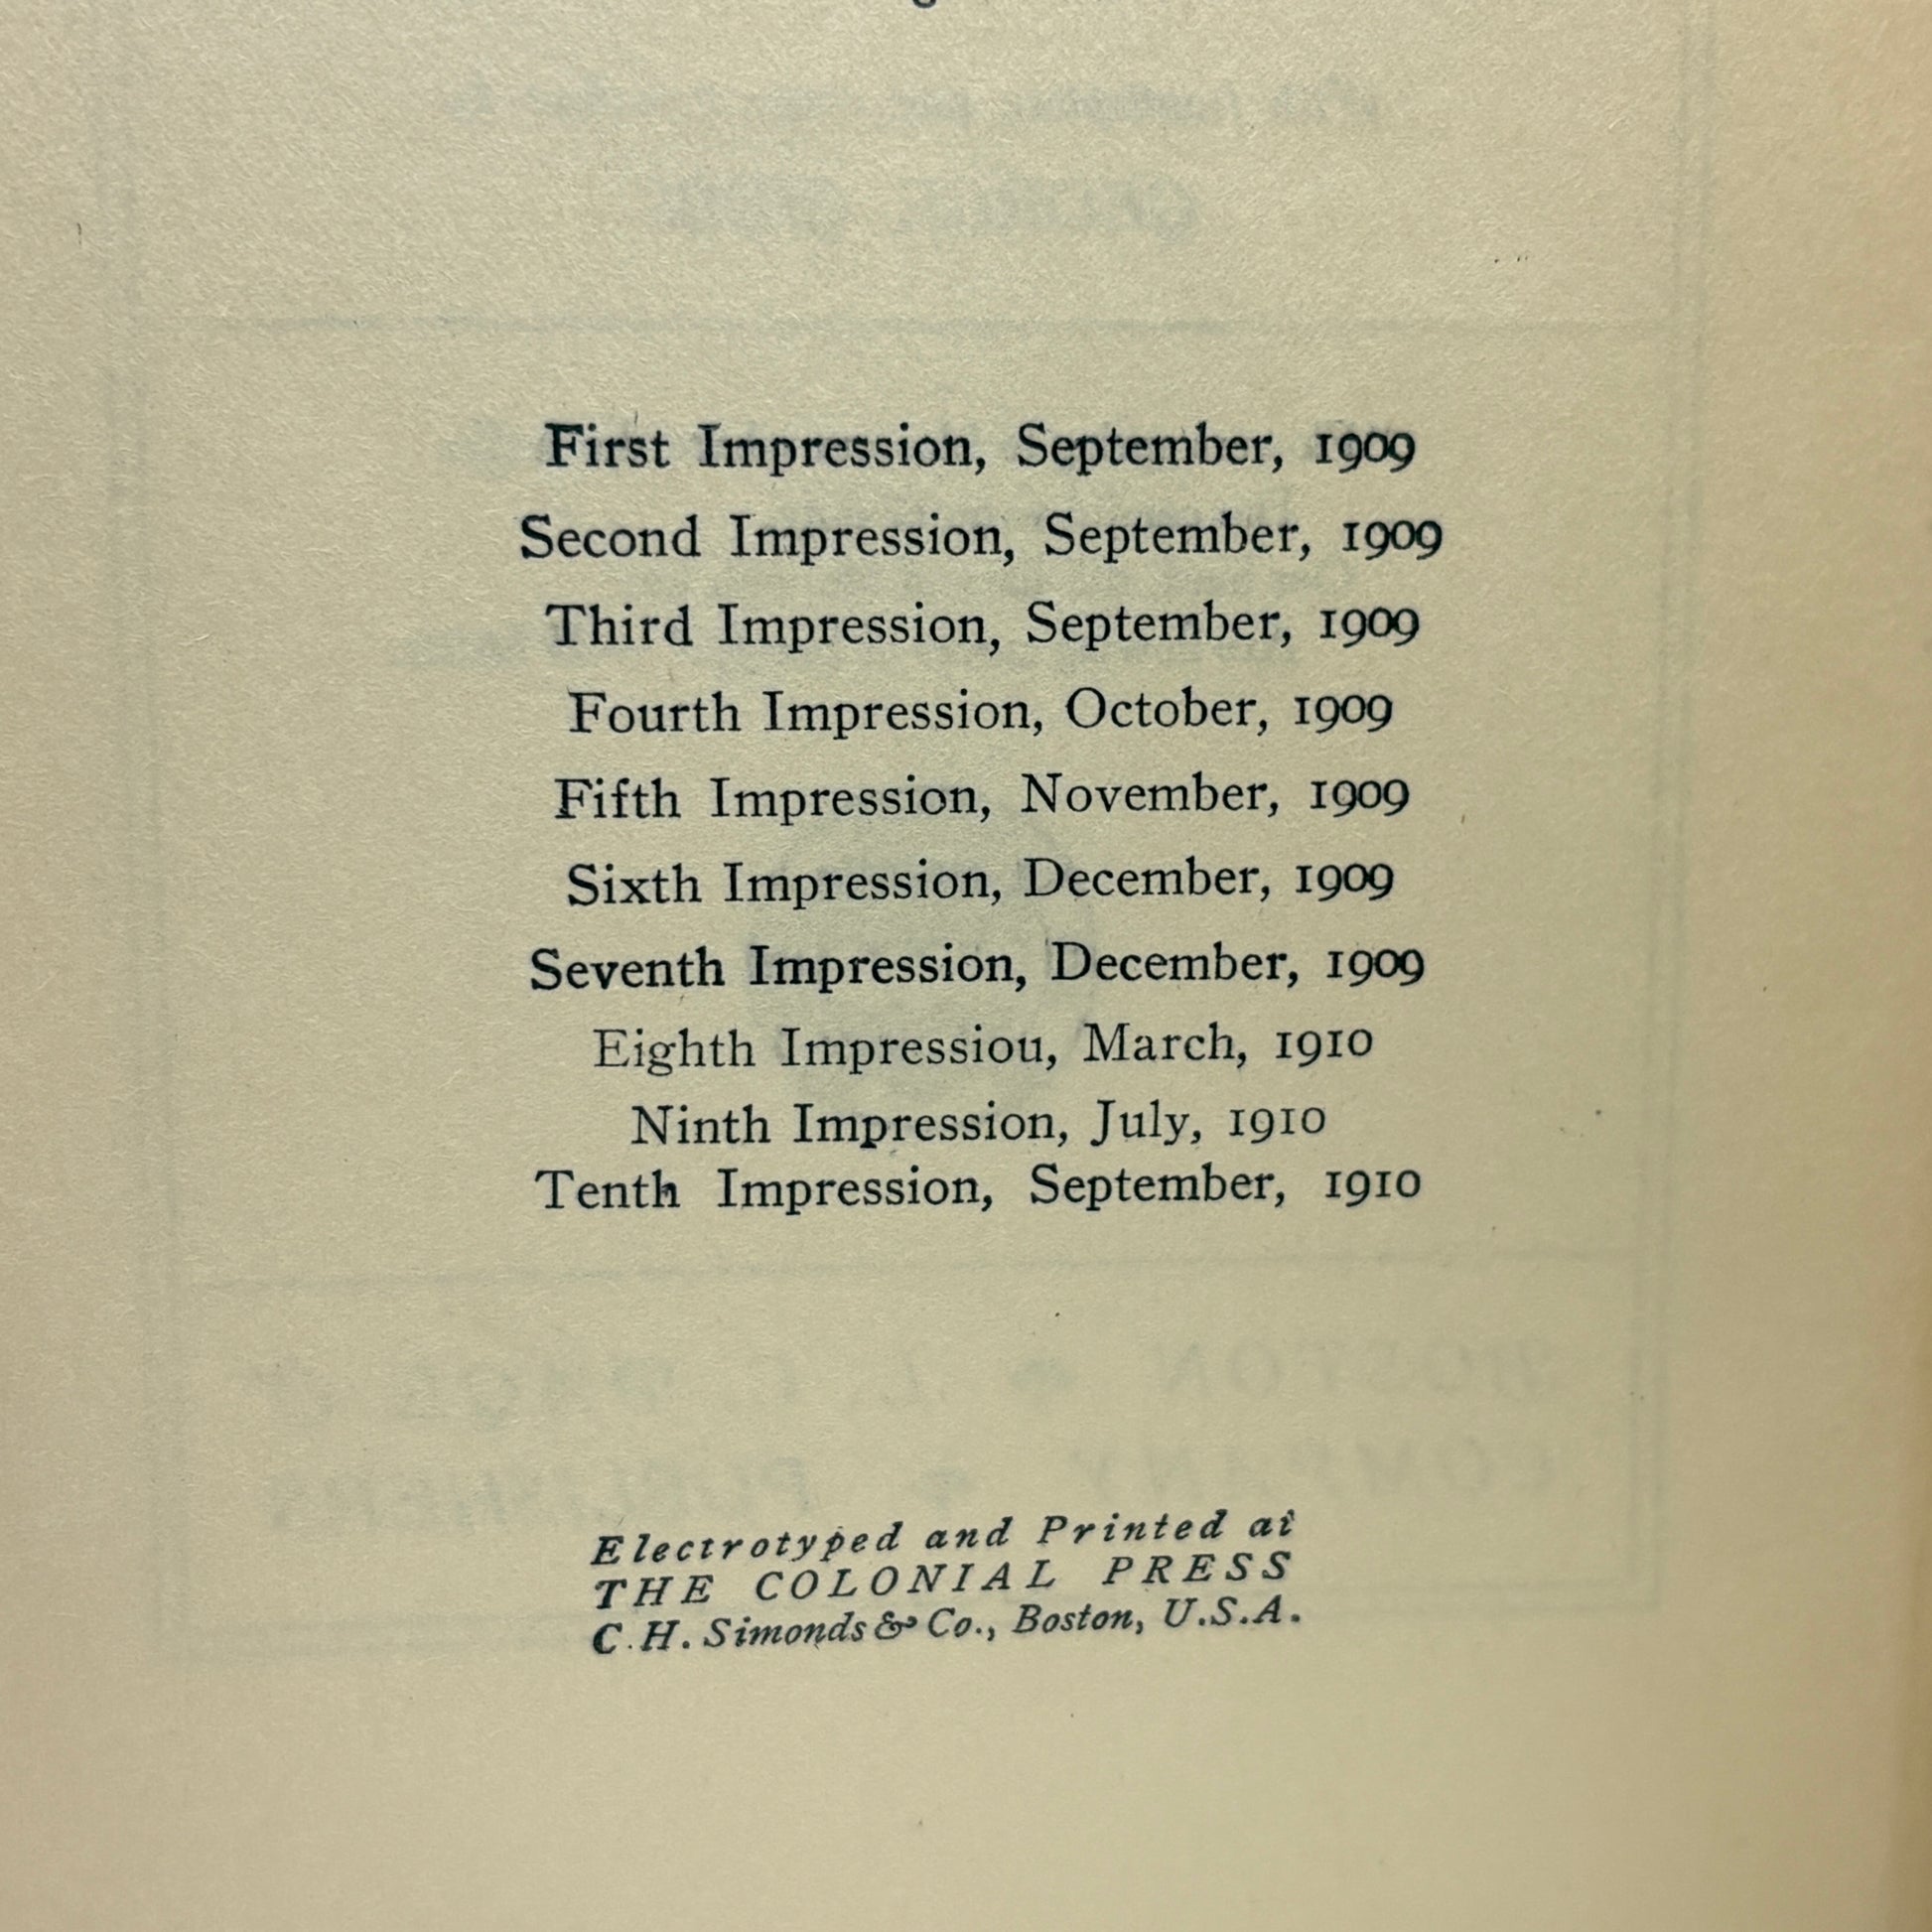 First Impression, September, 1909
Second Impression, September, 1909
Third Impression, September, 1909
Fourth Impression, October, 1909
Fifth Impression, November, 1909
Sixth Impression, December, 1909
Seventh Impression, December, 1909
Eighth Impressiou, March, 1910
Ninth Impression, July, 1910
Tenth Impression, September, 1910
Electrotyped and Printed at
THE COLONIAL PRESS
C.H. Simonds & Co., Boston, U.S.A.